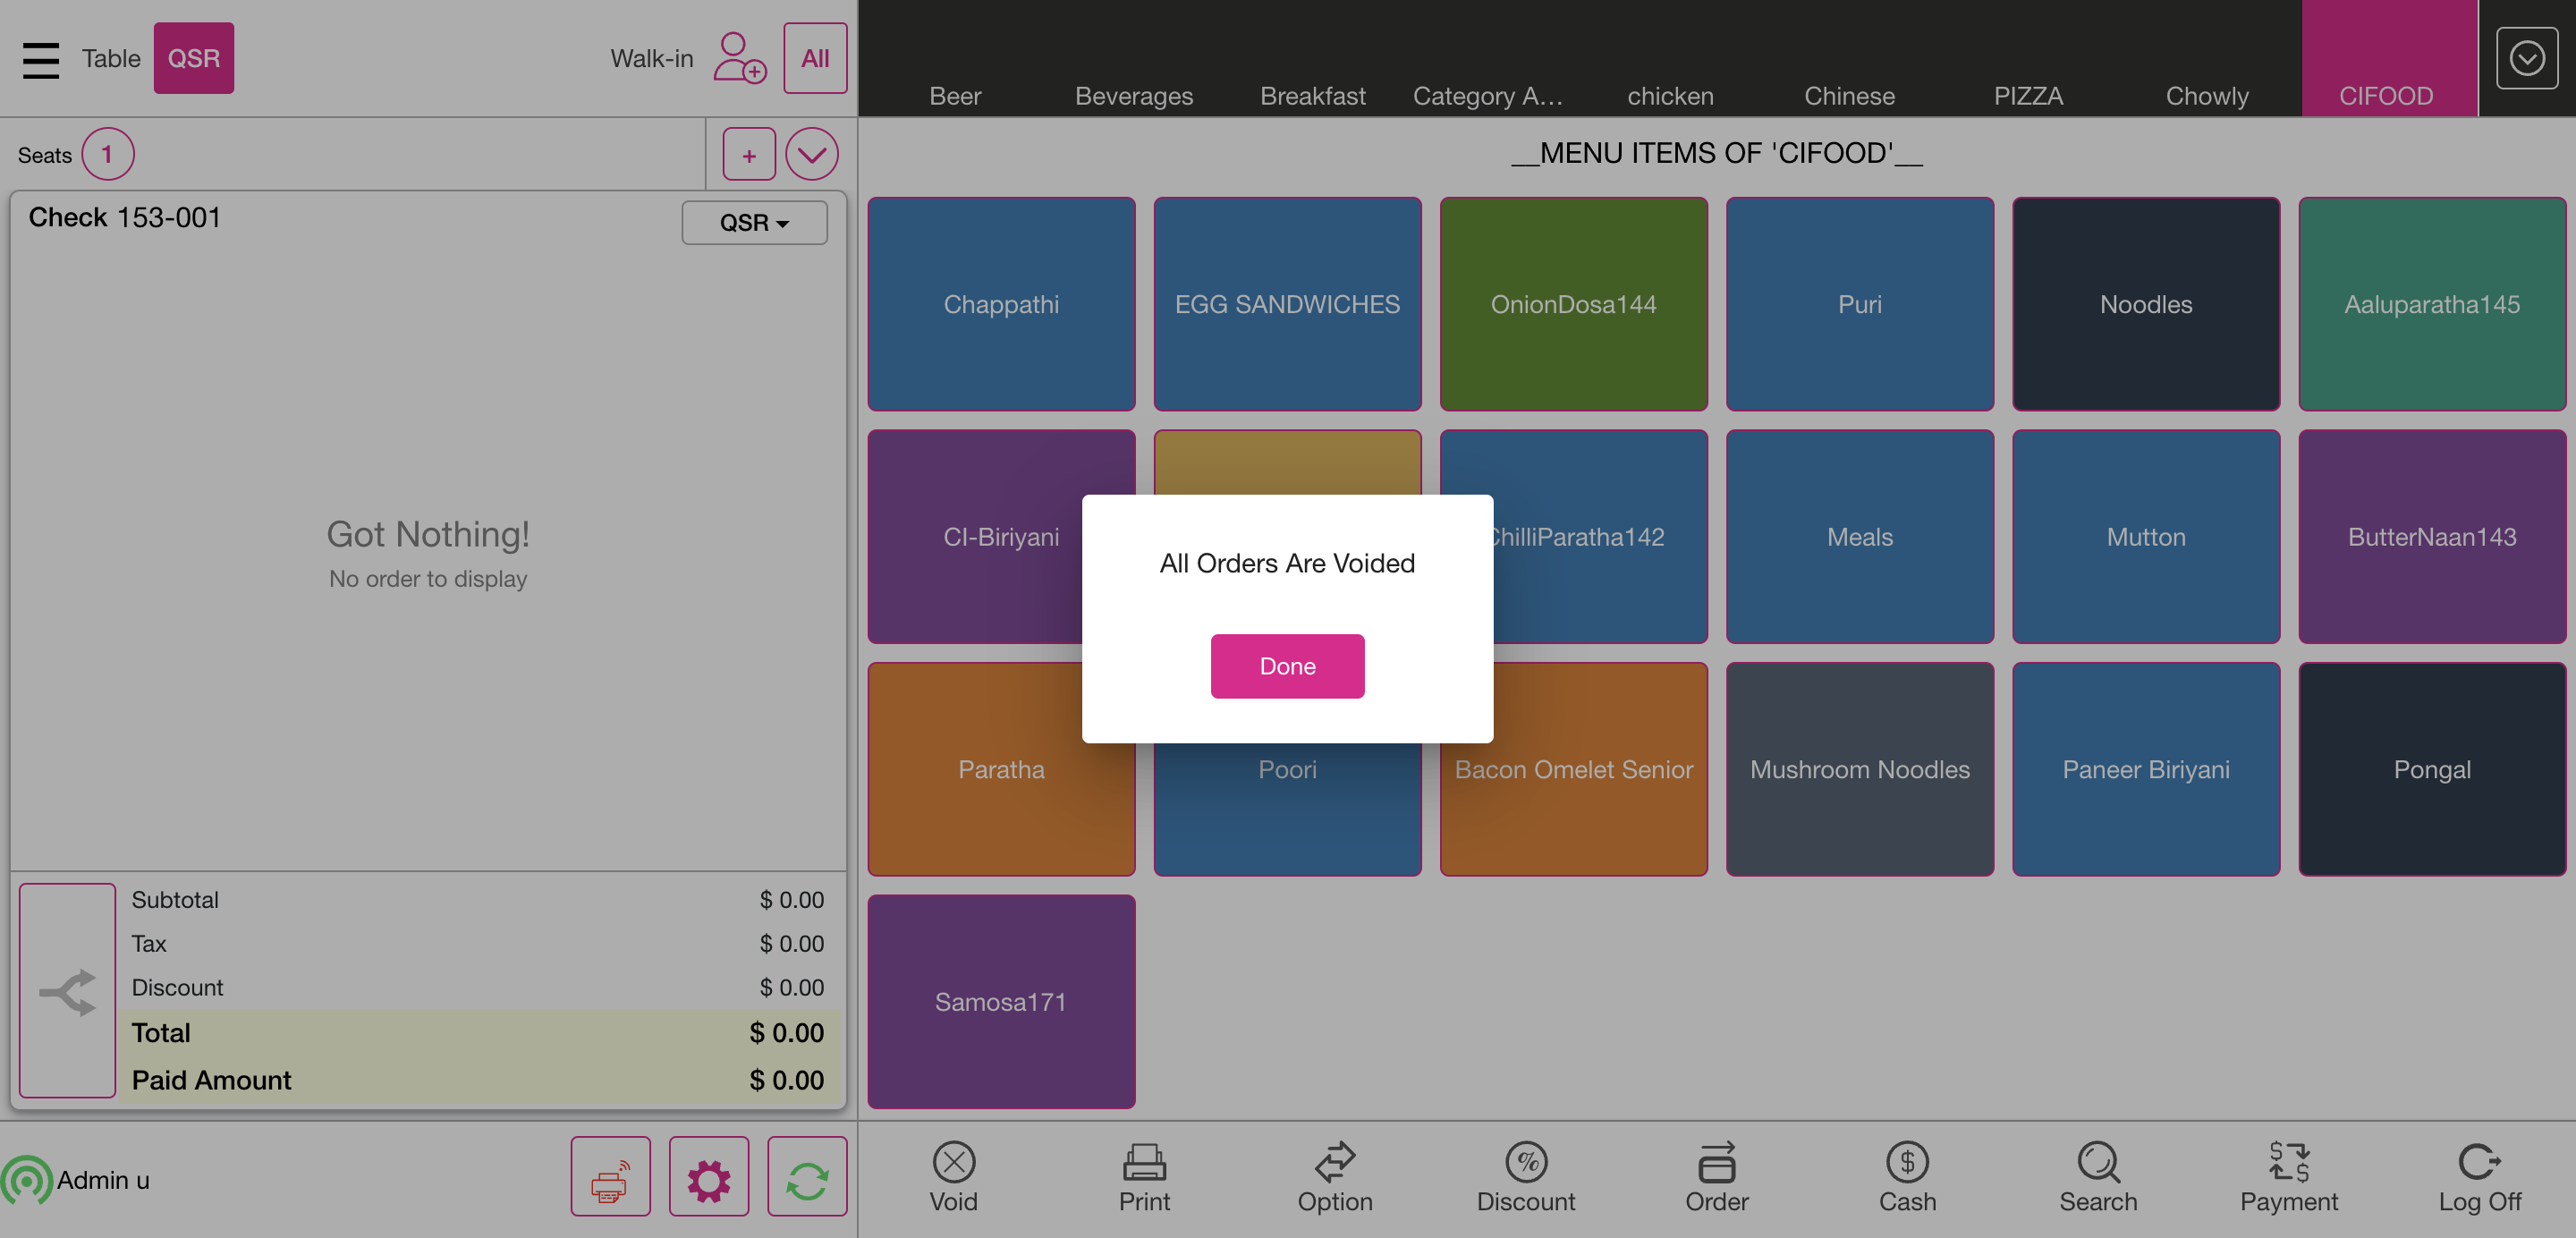 Table
QSR
Walk-in
All
Beer
Beverages
Breakfast
Category A...
chicken
Chinese
PIZZA
Chowly
CIFOOD
Seats
1
+
__MENU ITEMS OF 'CIFOOD'__
Check 153-001
QSR
Chappathi
EGG SANDWICHES
OnionDosa144
Puri
Noodles
Aaluparatha145
Got Nothing!
No order to display
CI-Biriyani
ChilliParatha142
Meals
Mutton
ButterNaan143
All Orders Are Voided
Done
Paratha
Poori
Bacon Omelet Senior
Mushroom Noodles
Paneer Biriyani
Pongal
Subtotal $ 0.00
Tax $ 0.00
Discount $ 0.00
Total $ 0.00
Paid Amount $ 0.00
Samosa171
Admin u
Void
Print
Option
Discount
Order
Cash
Search
Payment
Log Off